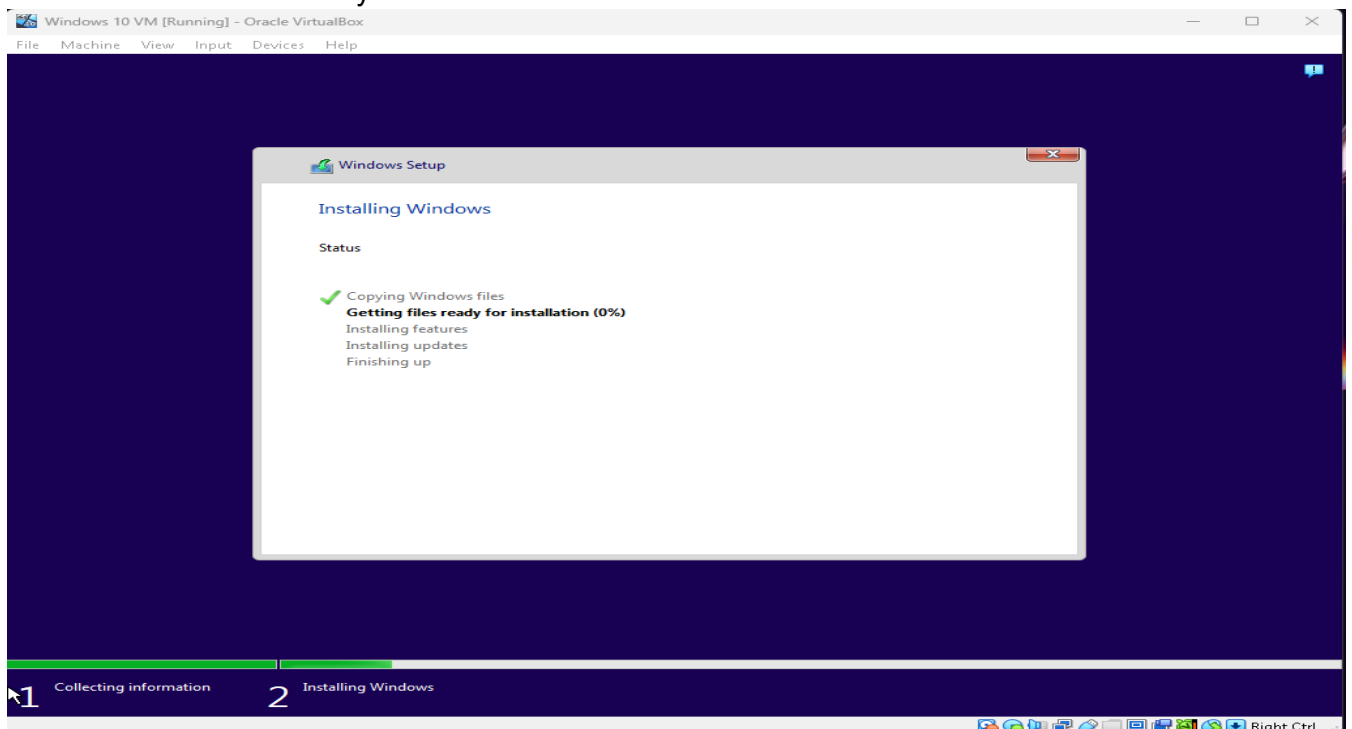 Windows 10 VM [Running] - Oracle VirtualBox
File Machine View Input Devices Help
Windows Setup
Installing Windows
Status
Copying Windows files
Getting files ready for installation (0%)
Installing features
Installing updates
Finishing up
1 Collecting information 2 Installing Windows
Right Ctrl